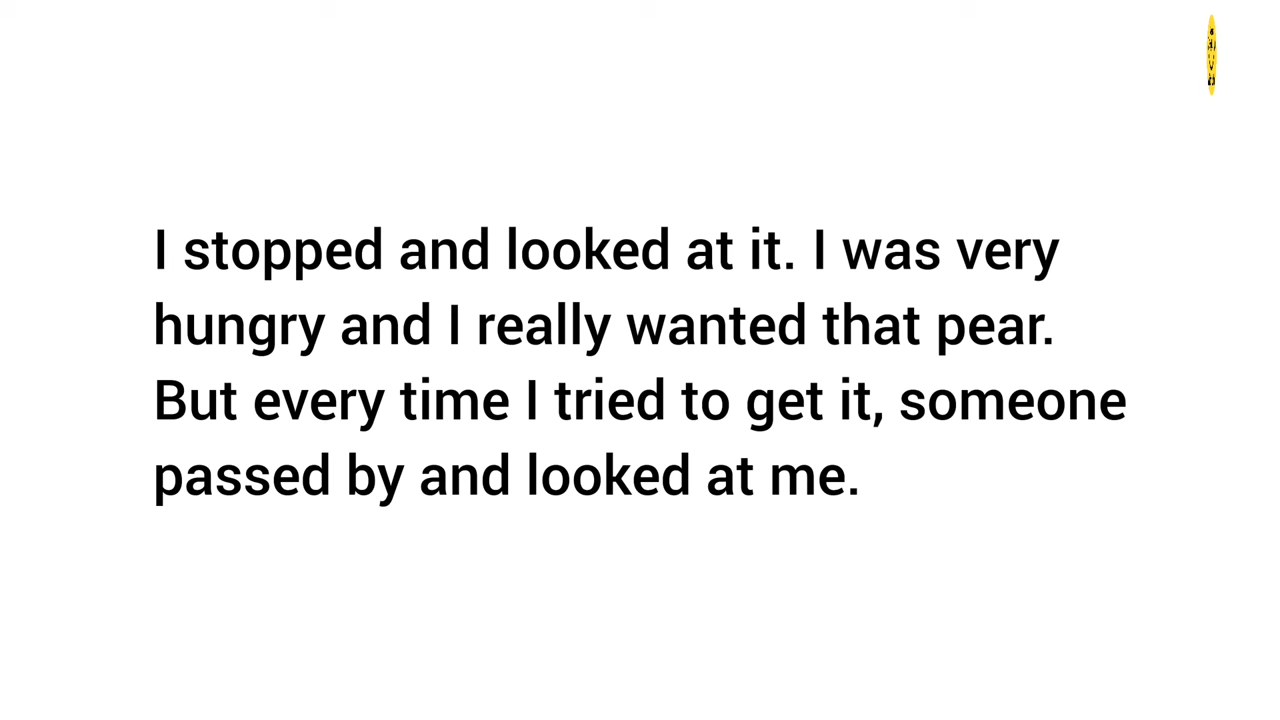 I stopped and looked at it. I was very
hungry and I really wanted that pear.
But every time I tried to get it, someone
passed by and looked at me.